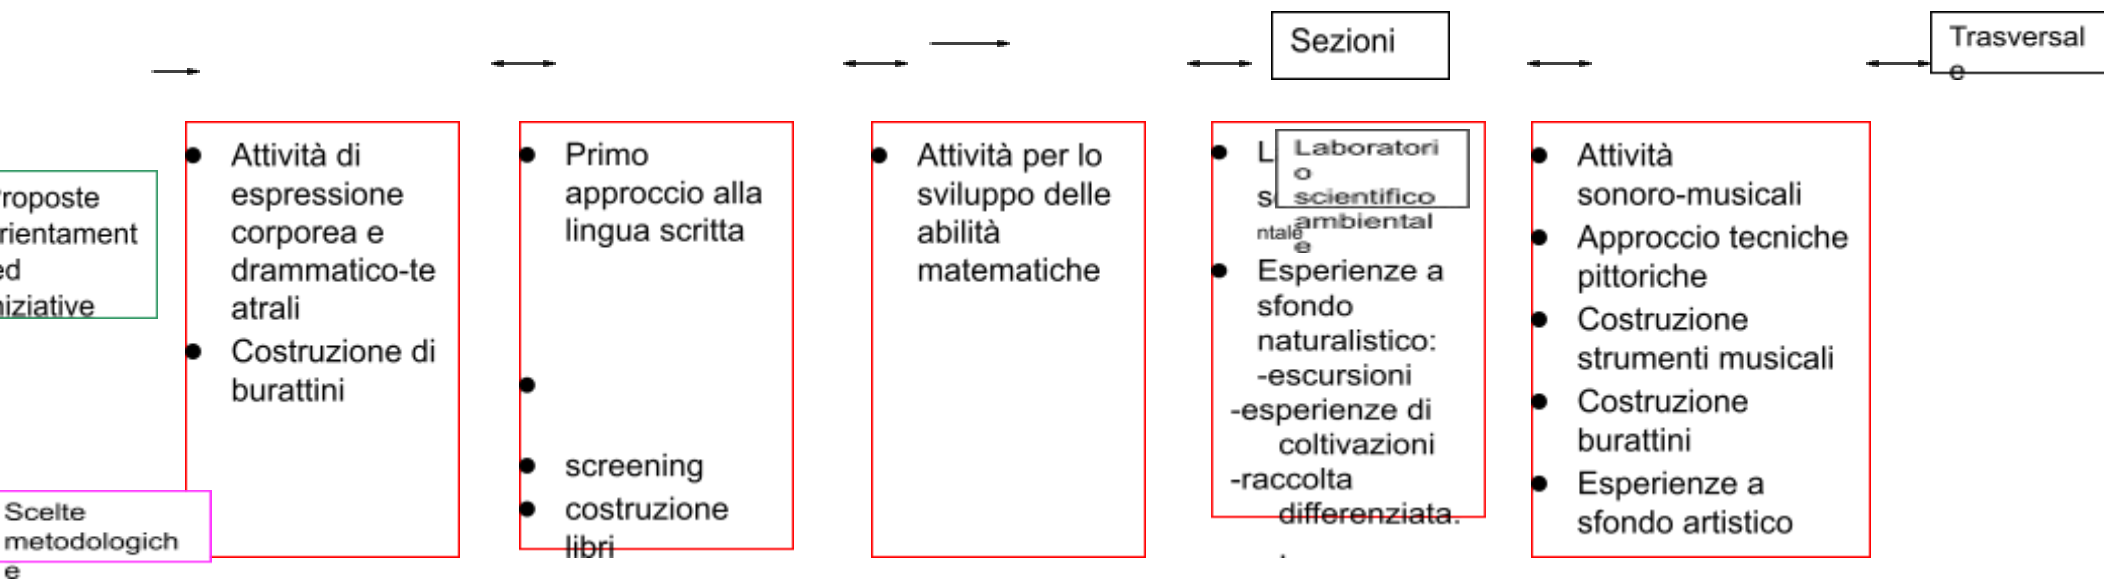 Sezioni
Trasversal
e
Proposte
rientament
ed
niziative
Scelte
metodologich
e
● Attività di
espressione
corporea e
drammatico-te
atrali
● Costruzione di
burattini
● Primo
approccio alla
lingua scritta
●
● screening
● costruzione
libri
● Attività per lo
sviluppo delle
abilità
matematiche
● L
s
ntale
Laboratori
o
scientifico
ambiental
e
● Esperienze a
sfondo
naturalistico:
-escursioni
-esperienze di
coltivazioni
-raccolta
differenziata.
.
● Attività
sonoro-musicali
● Approccio tecniche
pittoriche
● Costruzione
strumenti musicali
● Costruzione
burattini
● Esperienze a
sfondo artistico